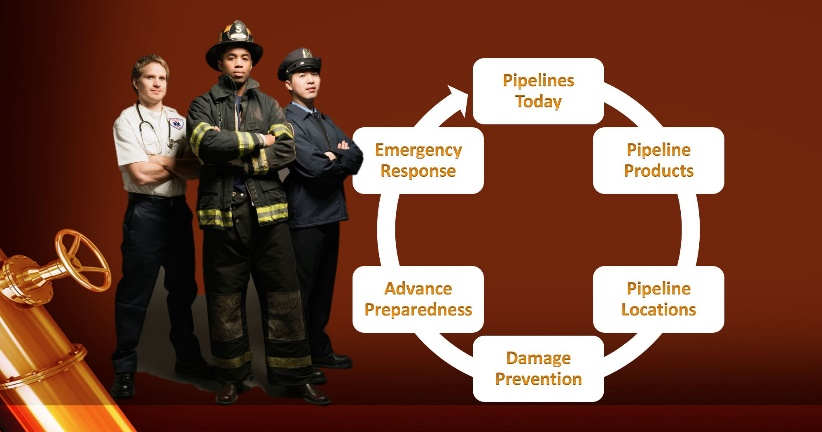 Pipelines
Today
Pipeline
Products
Pipeline
Locations
Damage
Prevention
Advance
Preparedness
Emergency
Response